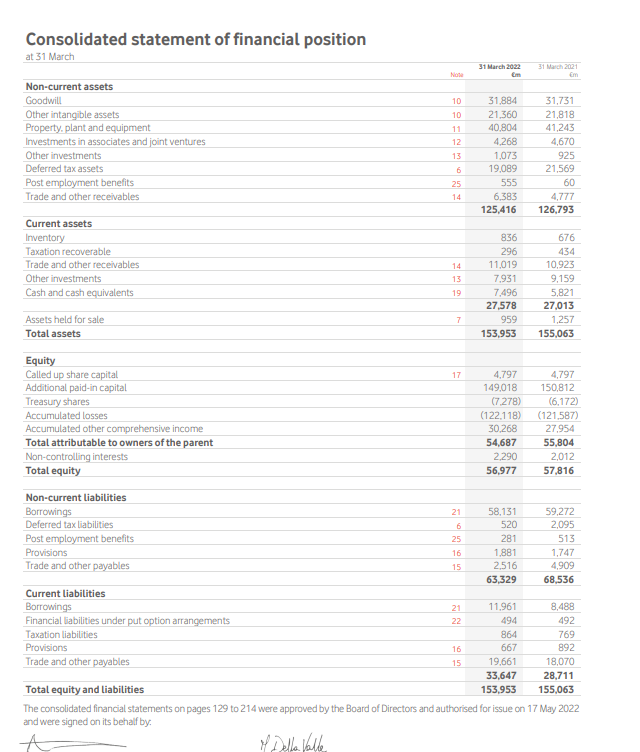 Consolidated statement of financial position
at 31 March
31 March 2022 31 March 2021
Note €m €m
Non-current assets
Goodwill 10 31,884 31,731
Other intangible assets 10 21,360 21,818
Property, plant and equipment 11 40,804 41,243
Investments in associates and joint ventures 12 4,268 4,670
Other investments 13 1,073 925
Deferred tax assets 6 19,089 21,569
Post employment benefits 25 555 60
Trade and other receivables 14 6,383 4,777
125,416 126,793
Current assets
Inventory 836 676
Taxation recoverable 296 434
Trade and other receivables 14 11,019 10,923
Other investments 13 7,931 9,159
Cash and cash equivalents 19 7,496 5,821
27,578 27,013
Assets held for sale 7 959 1,257
Total assets 153,953 155,063
Equity
Called up share capital 17 4,797 4,797
Additional paid-in capital 149,018 150,812
Treasury shares (7,278) (6,172)
Accumulated losses (122,118) (121,587)
Accumulated other comprehensive income 30,268 27,954
Total attributable to owners of the parent 54,687 55,804
Non-controlling interests 2,290 2,012
Total equity 56,977 57,816
Non-current liabilities
Borrowings 21 58,131 59,272
Deferred tax liabilities 6 520 2,095
Post employment benefits 25 281 513
Provisions 16 1,881 1,747
Trade and other payables 15 2,516 4,909
63,329 68,536
Current liabilities
Borrowings 21 11,961 8,488
Financial liabilities under put option arrangements 22 494 492
Taxation liabilities 864 769
Provisions 16 667 892
Trade and other payables 15 19,661 18,070
33,647 28,711
Total equity and liabilities 153,953 155,063
The consolidated financial statements on pages 129 to 214 were approved by the Board of Directors and authorised for issue on 17 May 2022
and were signed on its behalf by:
M Della Valle